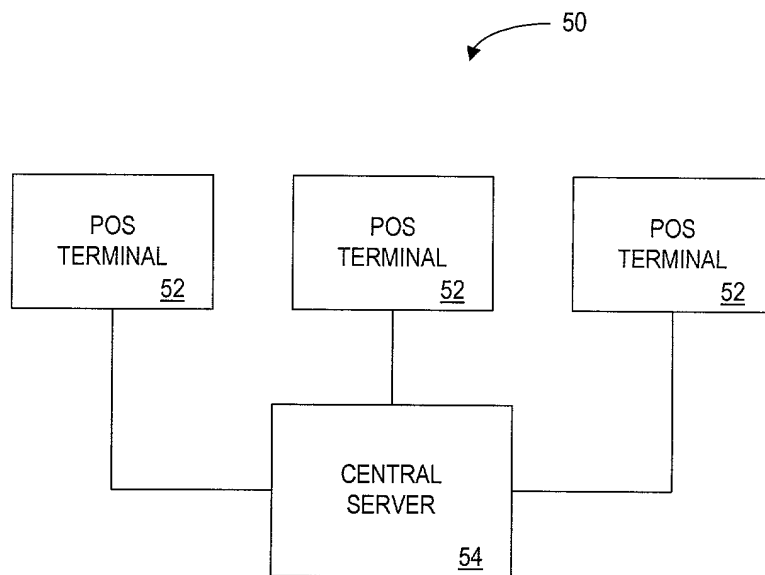 50
POS
TERMINAL
52
POS
TERMINAL
52
POS
TERMINAL
52
CENTRAL
SERVER
54